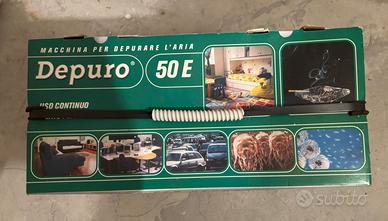 MACCHINA PER DEPURARE L'ARIA
Depuro® 50 E
USO CONTINUO
subito